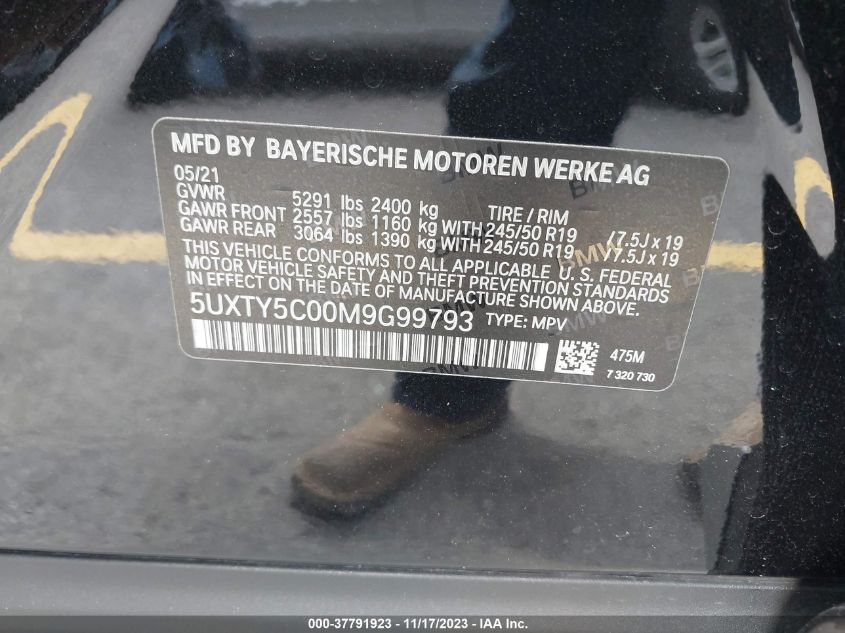 MFD BY BAYERISCHE MOTOREN WERKE AG
05/21
GVWR 5291 lbs 2400 kg TIRE / RIM
GAWR FRONT 2557 lbs 1160 kg WITH 245/50 R19 /7.5J x 19
GAWR REAR 3064 lbs 1390 kg WITH 245/50 R19 /7.5J x 19
THIS VEHICLE CONFORMS TO ALL APPLICABLE U. S. FEDERAL
MOTOR VEHICLE SAFETY AND THEFT PREVENTION STANDARDS
IN EFFECT ON THE DATE OF MANUFACTURE SHOWN ABOVE.
5UXTY5C00M9G99793 TYPE: MPV
475M
7 320 730
000-37791923 - 11/17/2023 - © IAA Inc.